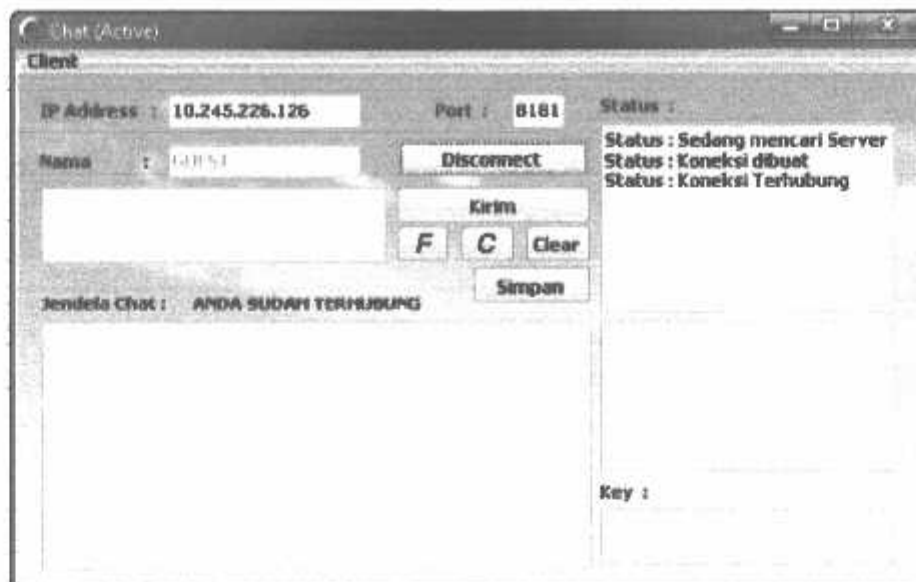 Chat (Active)
Client
IP Address : 10.245.226.126
Port : 8181
Nama : GUEST
Disconnect
Kirim
F C Clear
Simpan
Jendela Chat : ANDA SUDAH TERHUBUNG
Status :
Status : Sedang mencari Server
Status : Koneksi dibuat
Status : Koneksi Terhubung
Key :